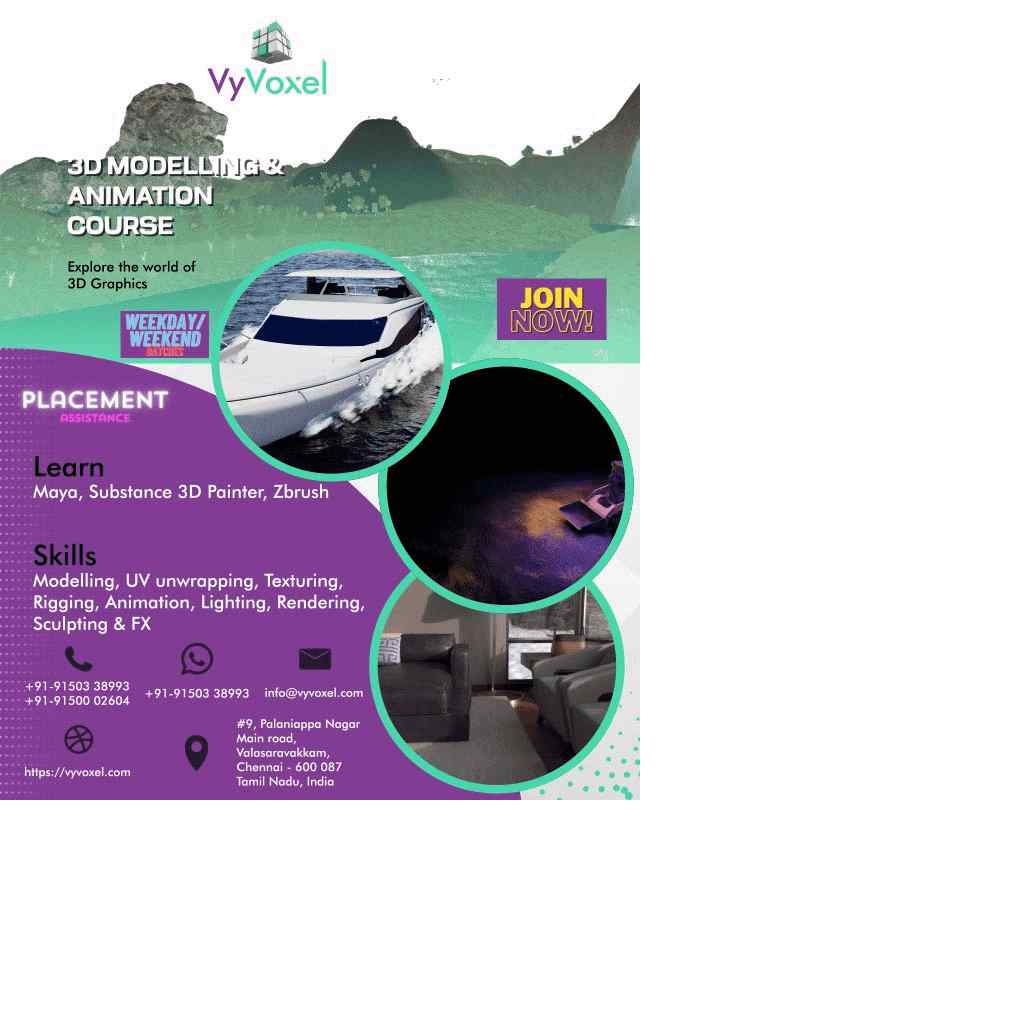 VyVoxel
3D MODELLING &
ANIMATION
COURSE
Explore the world of
3D Graphics
WEEKDAY/
WEEKEND
BATCHES
JOIN
NOW!
PLACEMENT
ASSISTANCE
Learn
Maya, Substance 3D Painter, Zbrush
Skills
Modelling, UV unwrapping, Texturing,
Rigging, Animation, Lighting, Rendering,
Sculpting & FX
+91-91503 38993
+91-91500 02604
+91-91503 38993
info@vyvoxel.com
https://vyvoxel.com
#9, Palaniappa Nagar
Main road,
Valasaravakkam,
Chennai - 600 087
Tamil Nadu, India